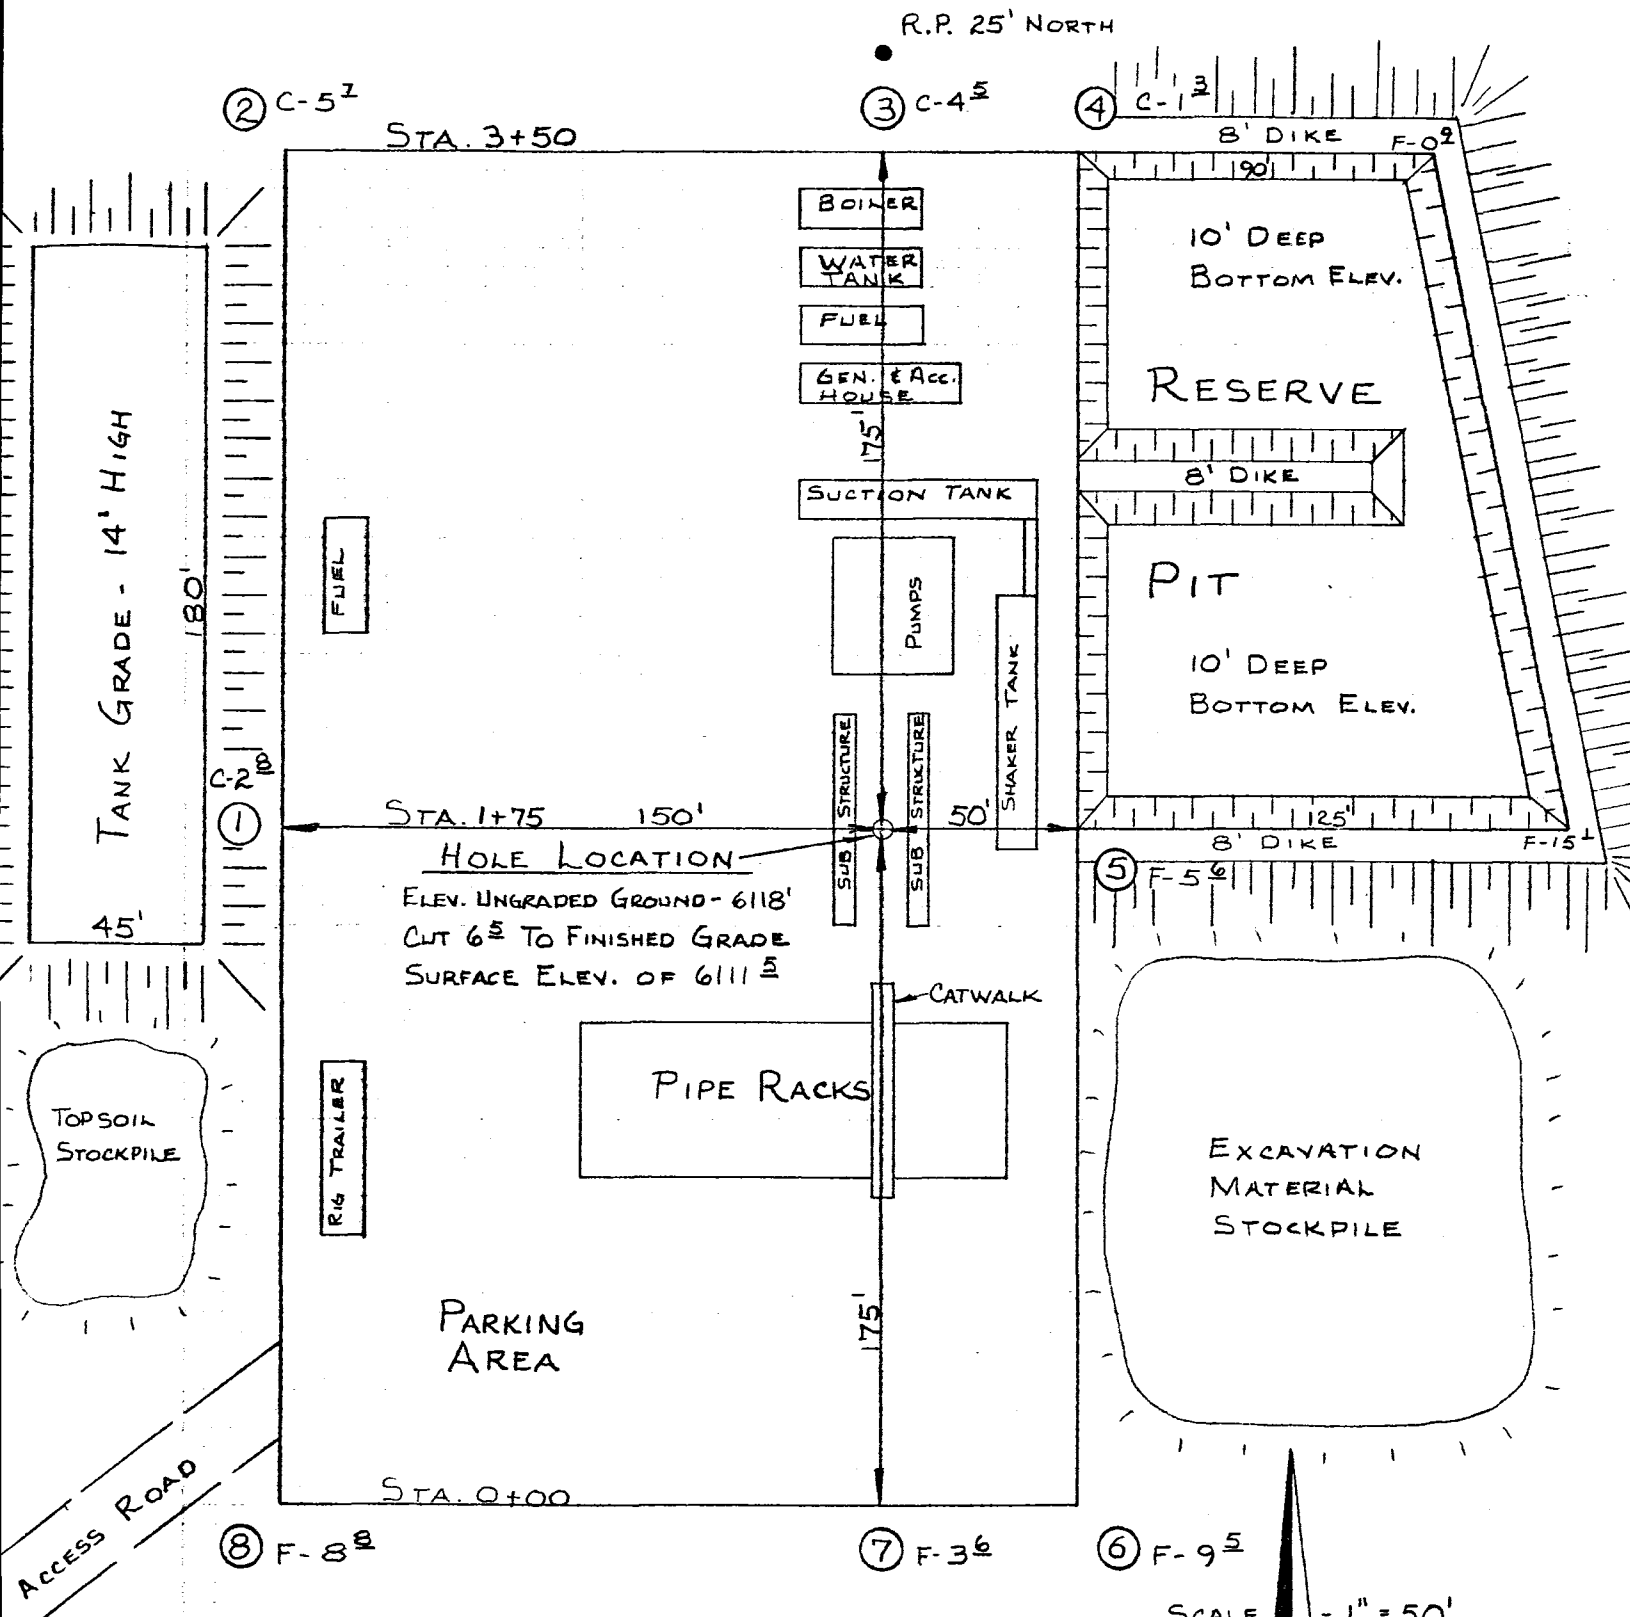 R.P. 25' NORTH
② C-5⁷
③ C-4⁵
④ C-1³
STA. 3+50
8' DIKE
F-0⁹
90'
BOILER
WATER
TANK
FUEL
GEN. & ACC.
HOUSE
175'
10' DEEP
BOTTOM ELEV.
RESERVE
8' DIKE
SUCTION TANK
PUMPS
SHAKER TANK
PIT
10' DEEP
BOTTOM ELEV.
TANK GRADE - 14' HIGH
180'
45'
FUEL
C-2⁸
①
STA. 1+75
150'
50'
SUB STRUCTURE
SUB STRUCTURE
125'
8' DIKE
F-15¹
⑤ F-5⁶
HOLE LOCATION
ELEV. UNGRADED GROUND - 6118'
CUT 6⁵ TO FINISHED GRADE
SURFACE ELEV. OF 6111⁵
CATWALK
PIPE RACKS
RIG TRAILER
TOPSOIL
STOCKPILE
EXCAVATION
MATERIAL
STOCKPILE
PARKING
AREA
175'
ACCESS ROAD
STA. 0+00
⑧ F-8⁸
⑦ F-3⁶
⑥ F-9⁵
SCALE - 1" = 50'